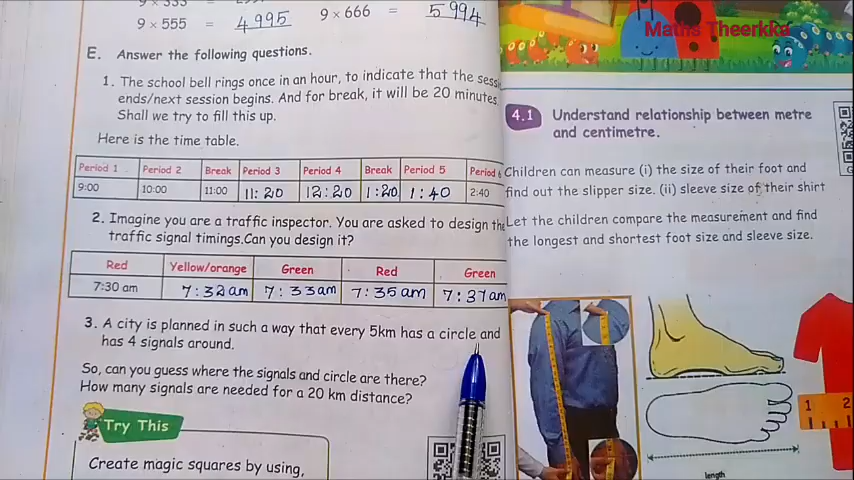 9 × 333
9 × 555 = 4995
9 × 666 = 5994
Maths Theerkka
E. Answer the following questions.
1. The school bell rings once in an hour, to indicate that the
ends/next session begins. And for break, it will be 20 minutes.
Shall we try to fill this up.
Here is the time table.
Period 1 Period 2 Break Period 3 Period 4 Break Period 5 Period
9:00 10:00 11:00 11:20 12:20 1:20 1:40 2:40
2. Imagine you are a traffic inspector. You are asked to design the
traffic signal timings.Can you design it?
Red Yellow/orange Green Red Green
7:30 am 7:32am 7:33am 7:35am 7:37am
3. A city is planned in such a way that every 5km has a circle and
has 4 signals around.
So, can you guess where the signals and circle are there?
How many signals are needed for a 20 km distance?
Try This
Create magic squares by using,
4.1 Understand relationship between metre
and centimetre.
Children can measure (i) the size of their foot and
find out the slipper size. (ii) sleeve size of their shirt
Let the children compare the measurement and find
the longest and shortest foot size and sleeve size.
1 2
length